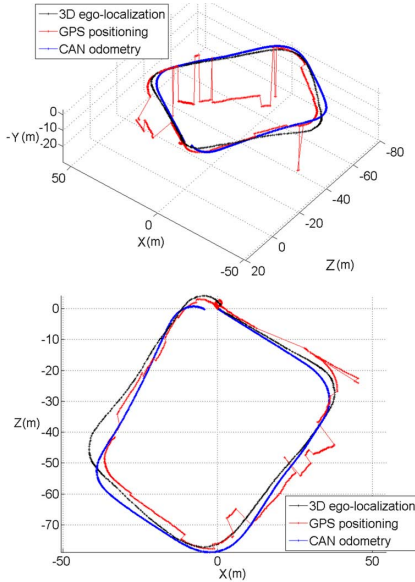 3D ego-localization
GPS positioning
CAN odometry
0
-10
-20
-Y(m)
50
0
-50
X(m)
20
0
-20
-40
-60
-80
Z(m)
0
-10
-20
-30
-40
-50
-60
-70
Z(m)
-50
0
50
X(m)
3D ego-localization
GPS positioning
CAN odometry